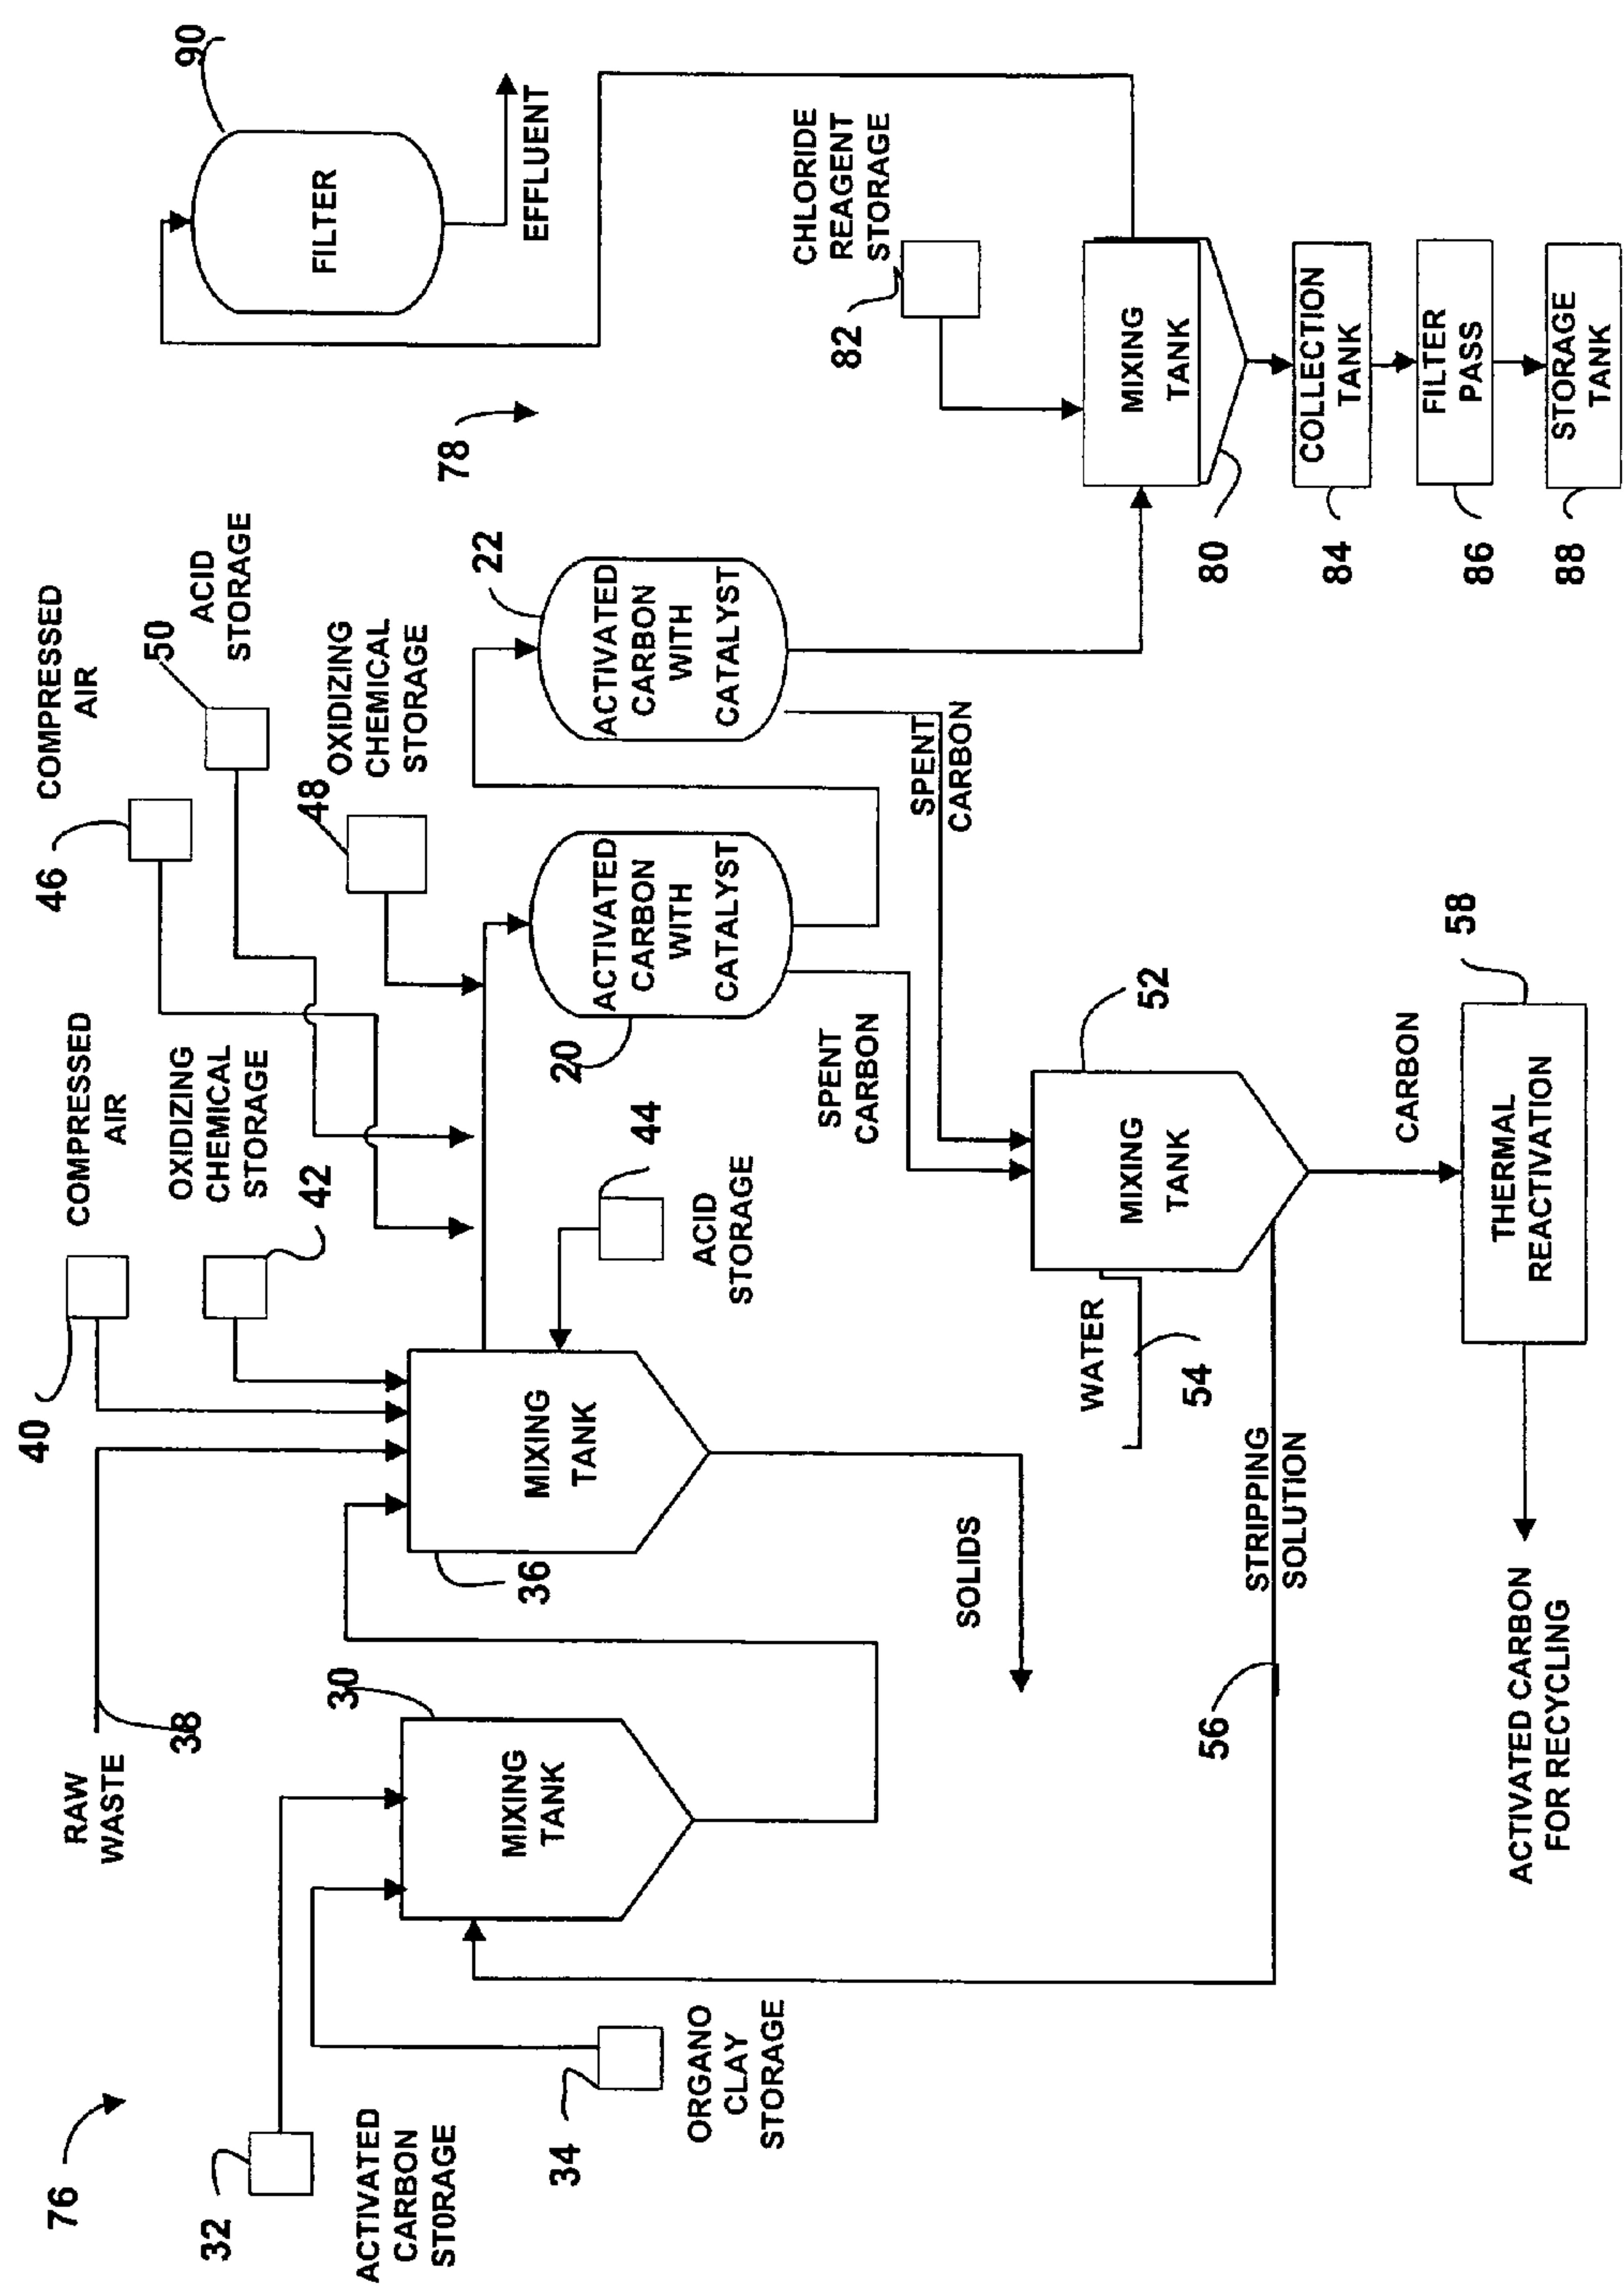 76
32
ACTIVATED
CARBON
STORAGE
34
ORGANO
CLAY
STORAGE
RAW
WASTE
38
30
MIXING
TANK
40
COMPRESSED
AIR
OXIDIZING
CHEMICAL
STORAGE
42
36
MIXING
TANK
44
ACID
STORAGE
SOLIDS
46
COMPRESSED
AIR
50
ACID
STORAGE
48
OXIDIZING
CHEMICAL
STORAGE
20
ACTIVATED
CARBON
WITH
CATALYST
22
ACTIVATED
CARBON
WITH
CATALYST
SPENT
CARBON
SPENT
CARBON
52
MIXING
TANK
WATER
54
STRIPPING
SOLUTION
56
CARBON
58
THERMAL
REACTIVATION
ACTIVATED CARBON
FOR RECYCLING
78
90
FILTER
EFFLUENT
CHLORIDE
REAGENT
STORAGE
82
MIXING
TANK
80
COLLECTION
TANK
84
FILTER
PASS
86
STORAGE
TANK
88